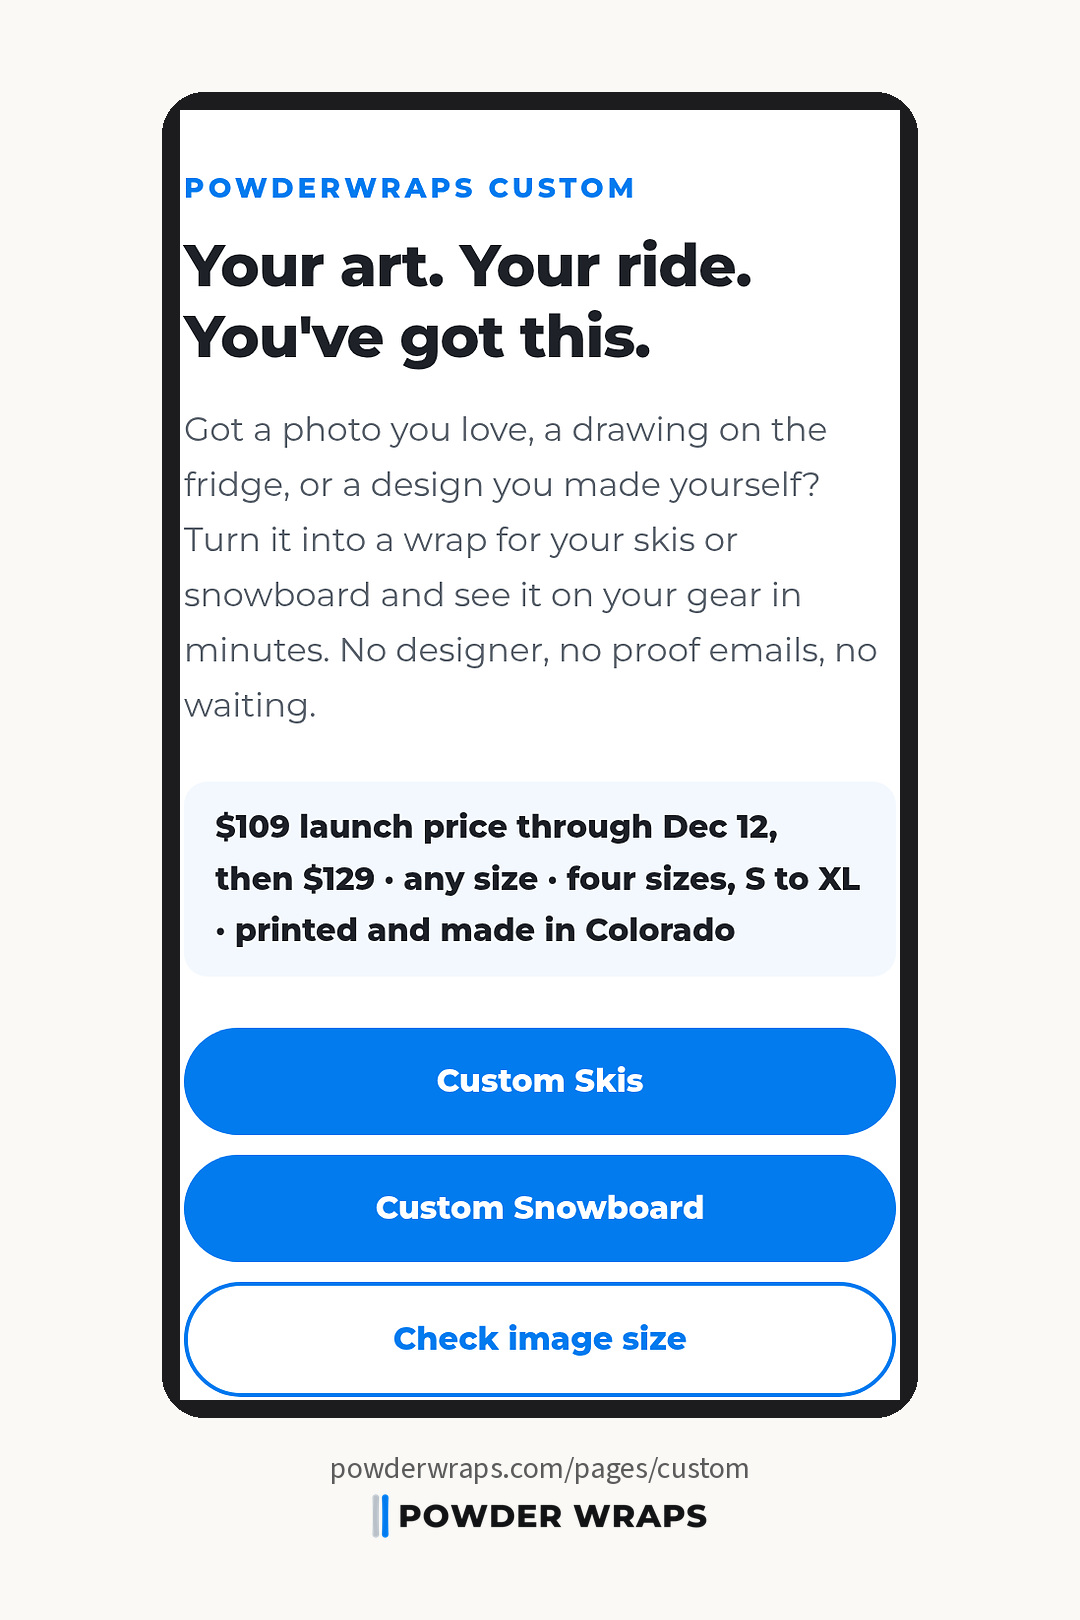 POWDERWRAPS CUSTOM
Your art. Your ride.
You've got this.
Got a photo you love, a drawing on the
fridge, or a design you made yourself?
Turn it into a wrap for your skis or
snowboard and see it on your gear in
minutes. No designer, no proof emails, no
waiting.
$109 launch price through Dec 12,
then $129 · any size · four sizes, S to XL
· printed and made in Colorado
Custom Skis
Custom Snowboard
Check image size
powderwraps.com/pages/custom
POWDER WRAPS